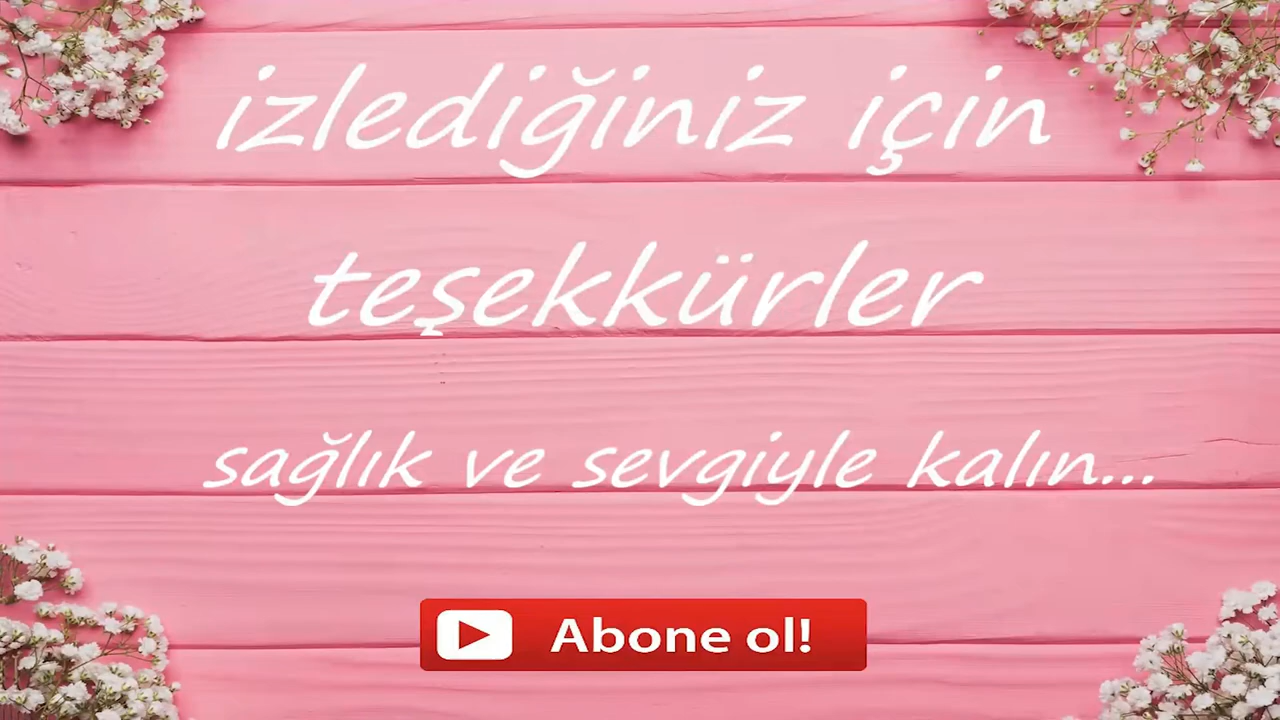 izlediğiniz için
teşekkürler
sağlık ve sevgiyle kalın...
Abone ol!